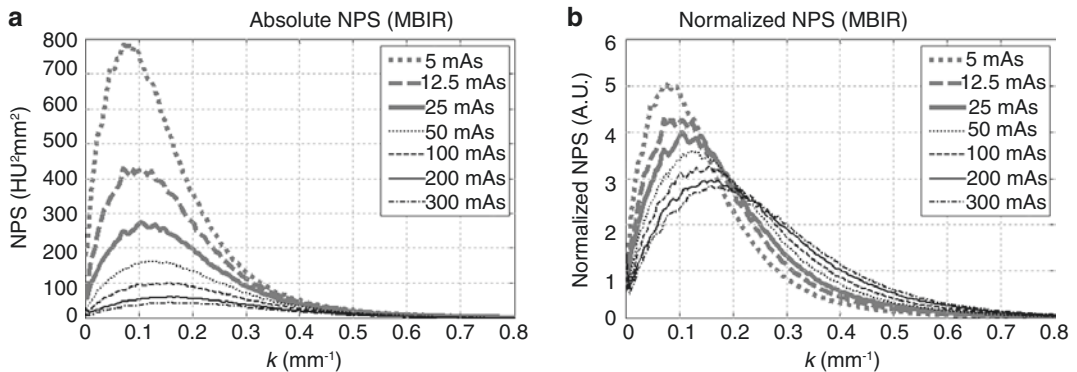 a
Absolute NPS (MBIR)
NPS (HU²mm²)
800
700
600
500
400
300
200
100
0
0
0.1
0.2
0.3
0.4
0.5
0.6
0.7
0.8
k (mm⁻¹)
5 mAs
12.5 mAs
25 mAs
50 mAs
100 mAs
200 mAs
300 mAs
b
Normalized NPS (MBIR)
Normalized NPS (A.U.)
6
5
4
3
2
1
0
0
0.1
0.2
0.3
0.4
0.5
0.6
0.7
0.8
k (mm⁻¹)
5 mAs
12.5 mAs
25 mAs
50 mAs
100 mAs
200 mAs
300 mAs